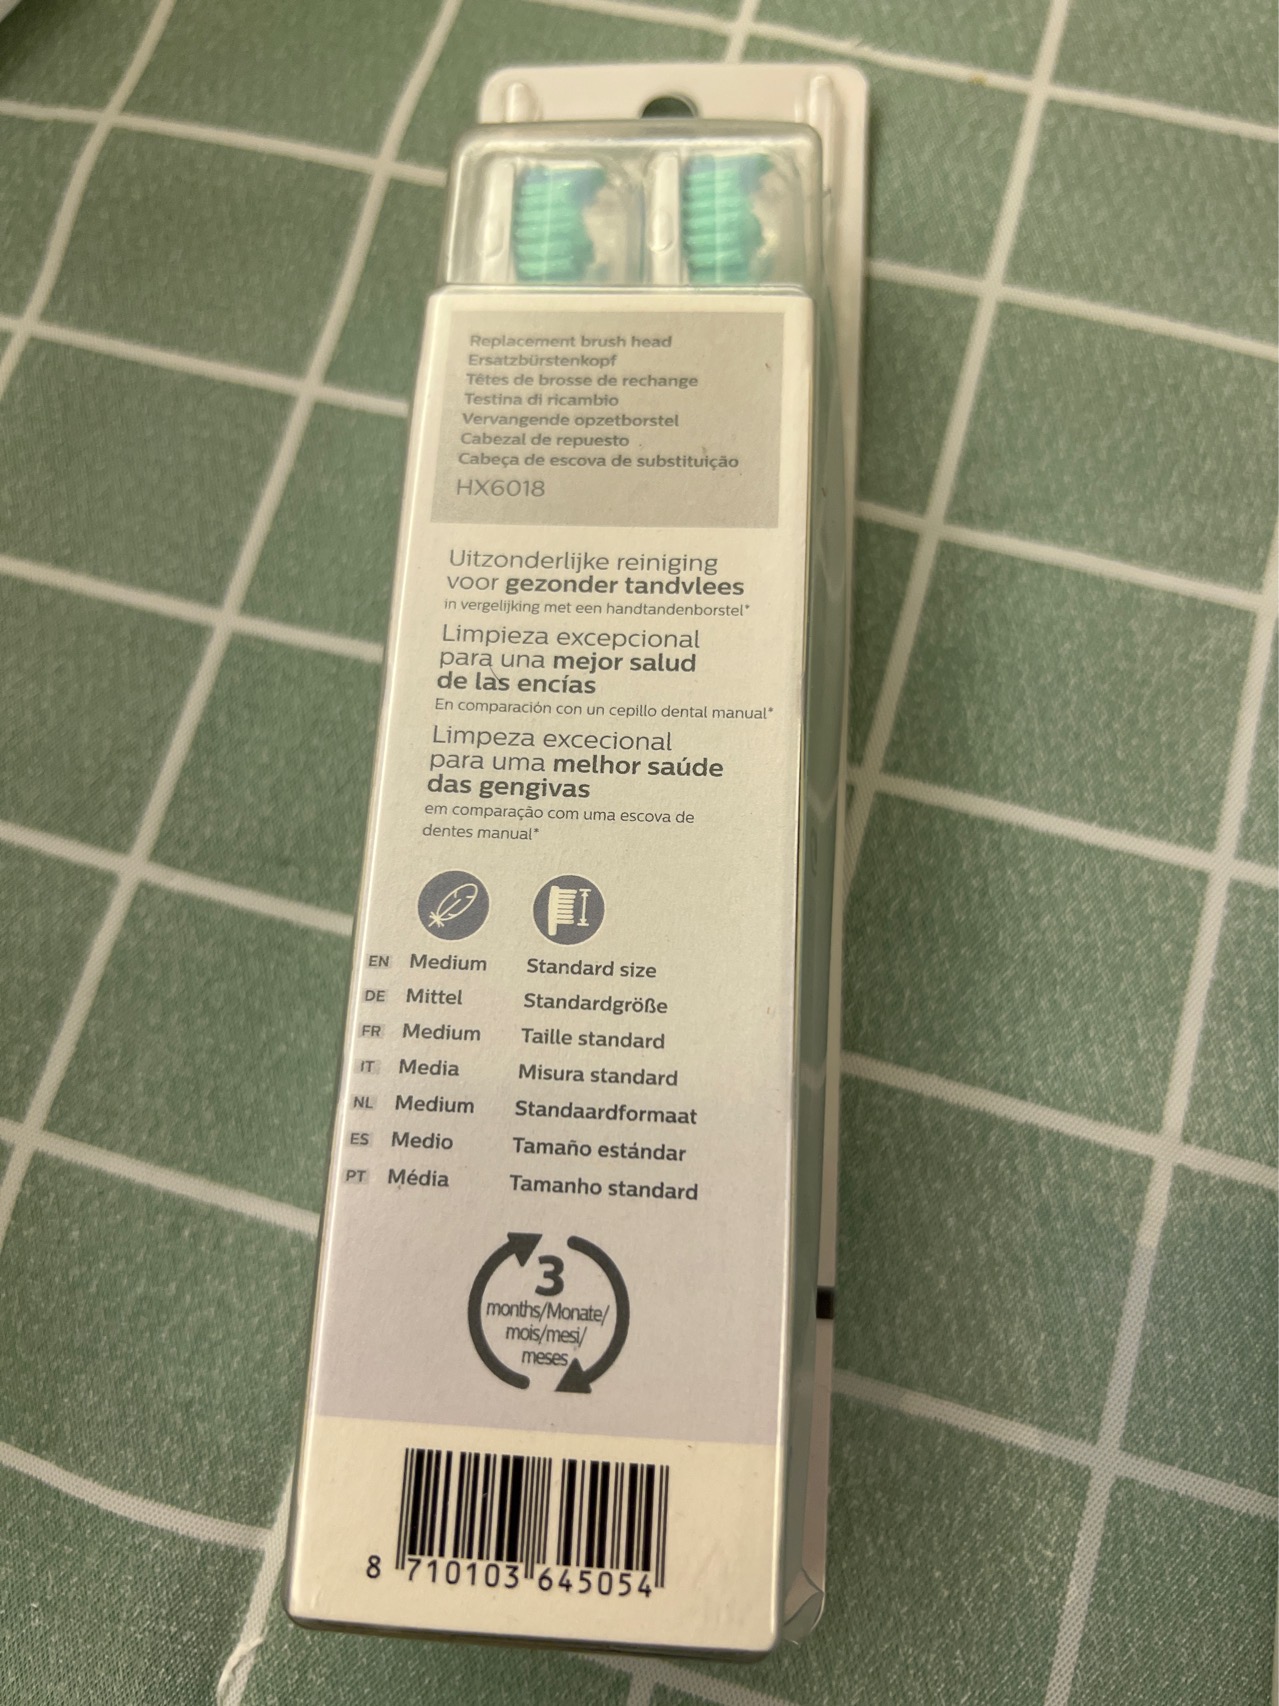 Replacement brush head
Ersatzbürstenkopf
Têtes de brosse de rechange
Testina di ricambio
Vervangende opzetborstel
Cabezal de repuesto
Cabeça de escova de substituição
HX6018
Uitzonderlijke reiniging
voor gezonder tandvlees
in vergelijking met een handtandenborstel*
Limpieza excepcional
para una mejor salud
de las encías
En comparación con un cepillo dental manual*
Limpeza excecional
para uma melhor saúde
das gengivas
em comparação com uma escova de
dentes manual*
EN Medium Standard size
DE Mittel Standardgröße
FR Medium Taille standard
IT Media Misura standard
NL Medium Standaardformaat
ES Medio Tamaño estándar
PT Média Tamanho standard
3
months/Monate/
mois/mesi/
meses
8 710103 645054